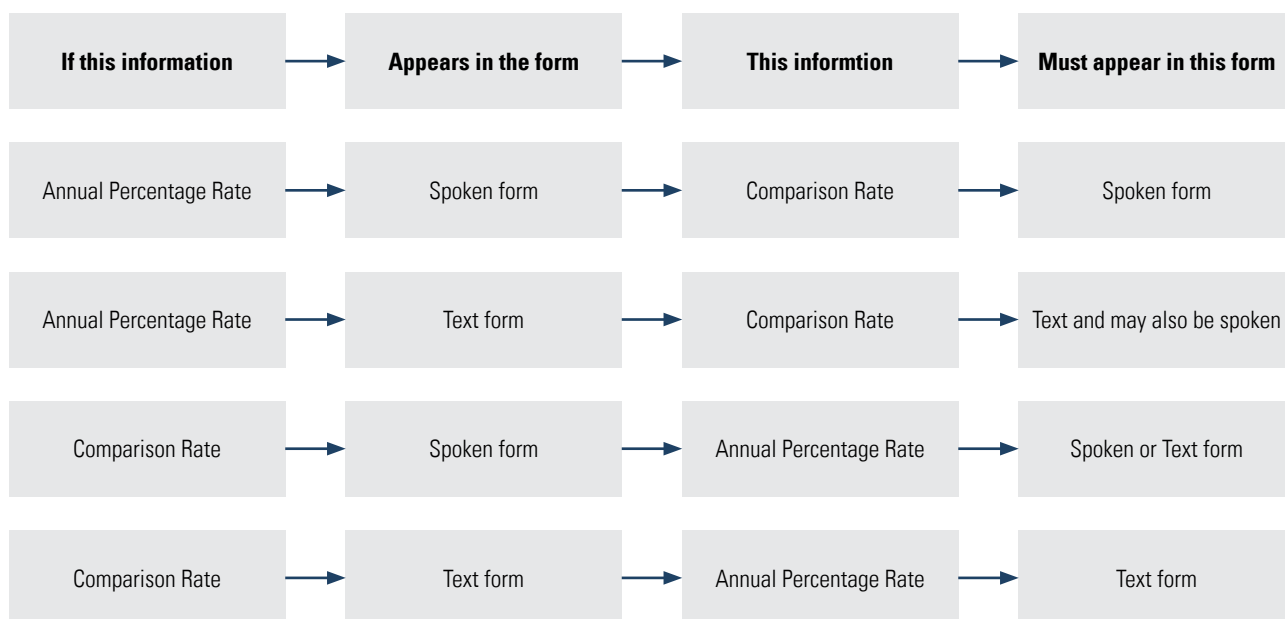 If this information
Appears in the form
This informtion
Must appear in this form
Annual Percentage Rate
Spoken form
Comparison Rate
Spoken form
Annual Percentage Rate
Text form
Comparison Rate
Text and may also be spoken
Comparison Rate
Spoken form
Annual Percentage Rate
Spoken or Text form
Comparison Rate
Text form
Annual Percentage Rate
Text form